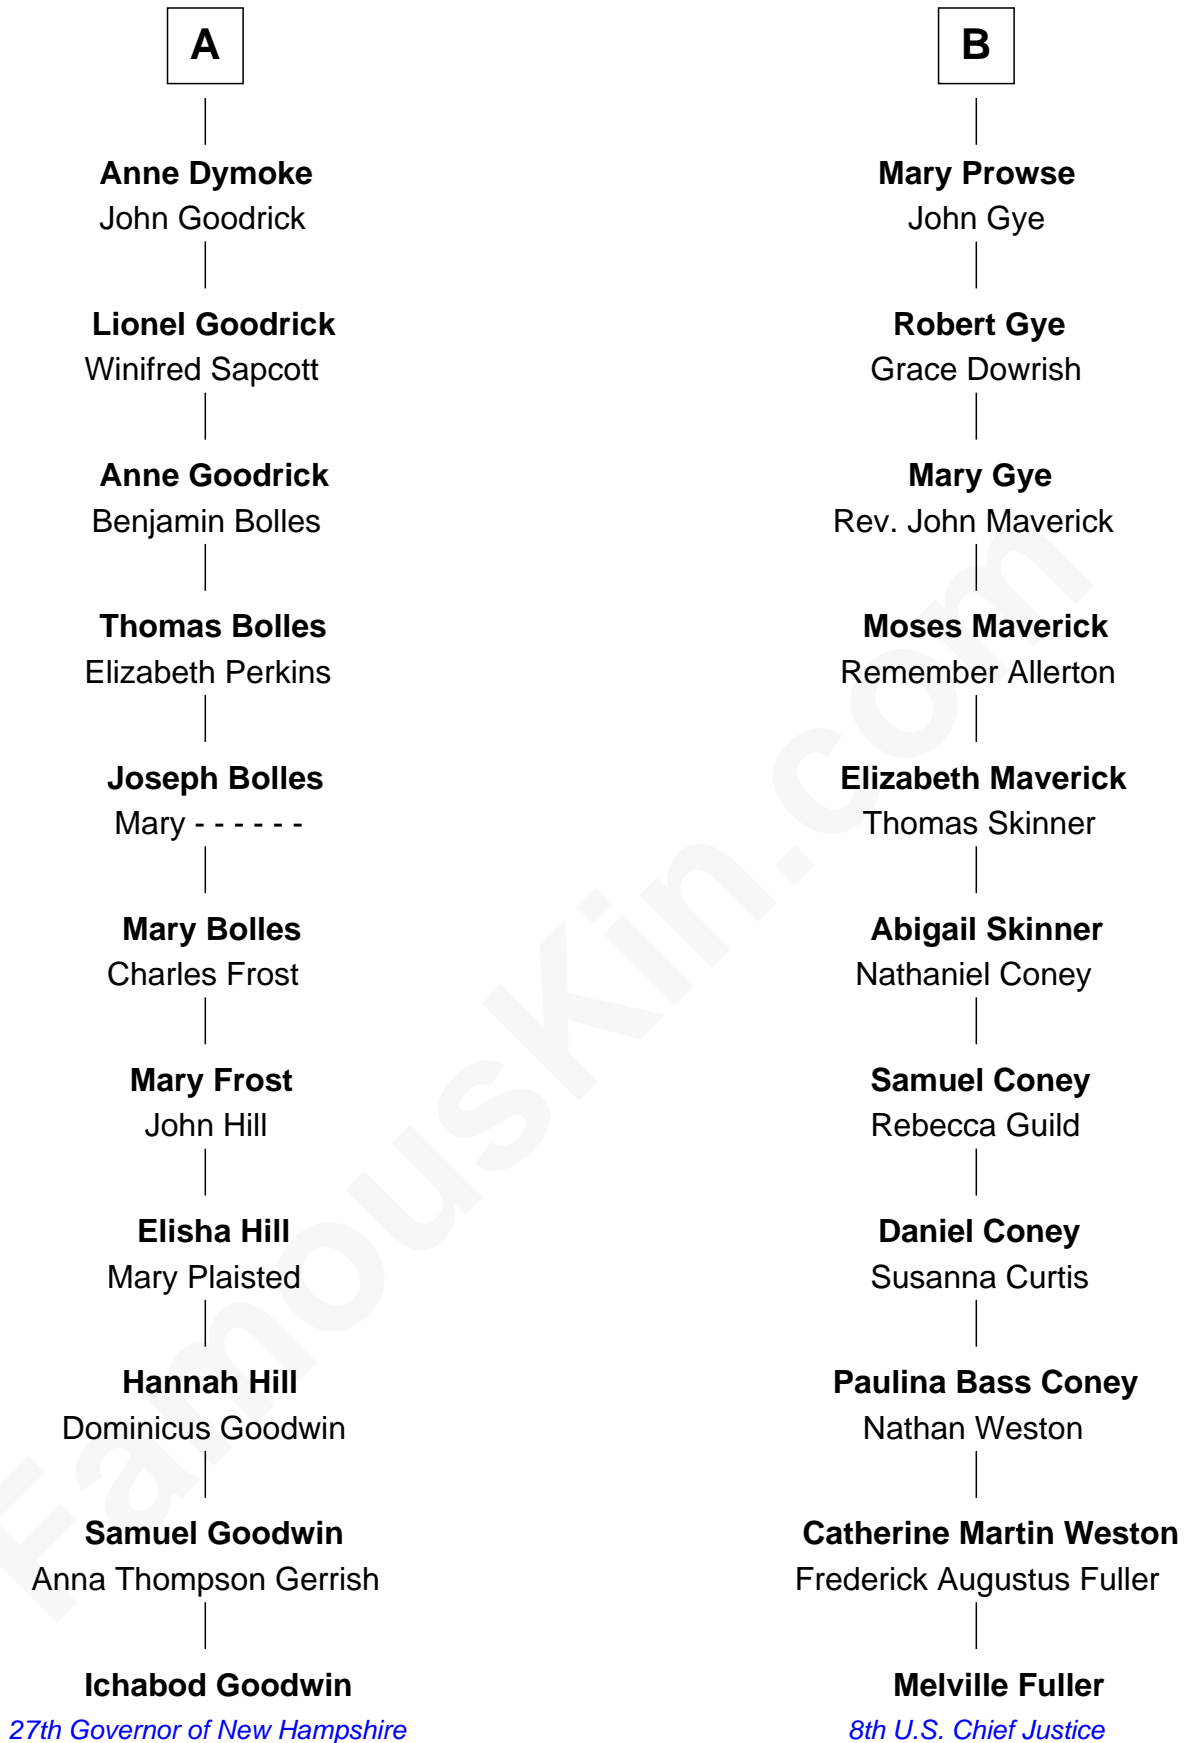 A
Anne Dymoke
John Goodrick
Lionel Goodrick
Winifred Sapcott
Anne Goodrick
Benjamin Bolles
Thomas Bolles
Elizabeth Perkins
Joseph Bolles
Mary - - - - - -
Mary Bolles
Charles Frost
Mary Frost
John Hill
Elisha Hill
Mary Plaisted
Hannah Hill
Dominicus Goodwin
Samuel Goodwin
Anna Thompson Gerrish
Ichabod Goodwin
27th Governor of New Hampshire
B
Mary Prowse
John Gye
Robert Gye
Grace Dowrish
Mary Gye
Rev. John Maverick
Moses Maverick
Remember Allerton
Elizabeth Maverick
Thomas Skinner
Abigail Skinner
Nathaniel Coney
Samuel Coney
Rebecca Guild
Daniel Coney
Susanna Curtis
Paulina Bass Coney
Nathan Weston
Catherine Martin Weston
Frederick Augustus Fuller
Melville Fuller
8th U.S. Chief Justice
FamousKin.com